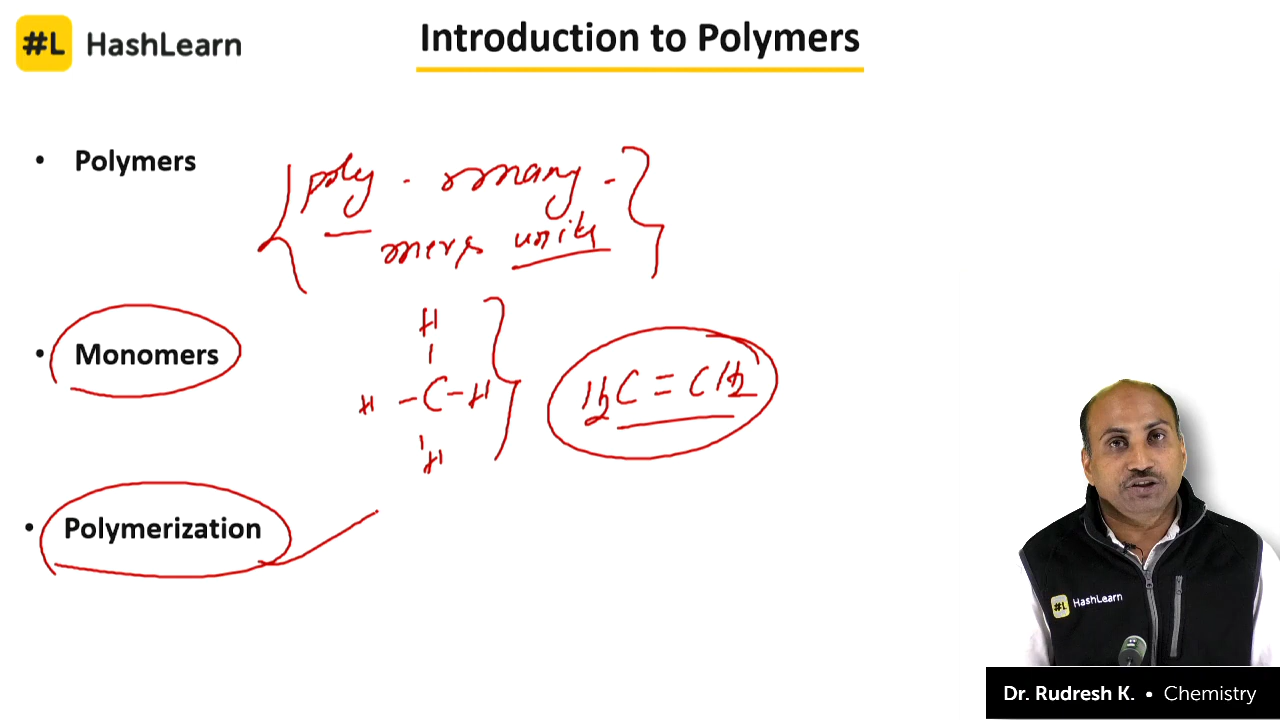 #L HashLearn
Introduction to Polymers
• Polymers
poly - many -
mers units
• Monomers
H
H - C - H
H
H2C = CH2
• Polymerization
#L HashLearn
Dr. Rudresh K. • Chemistry